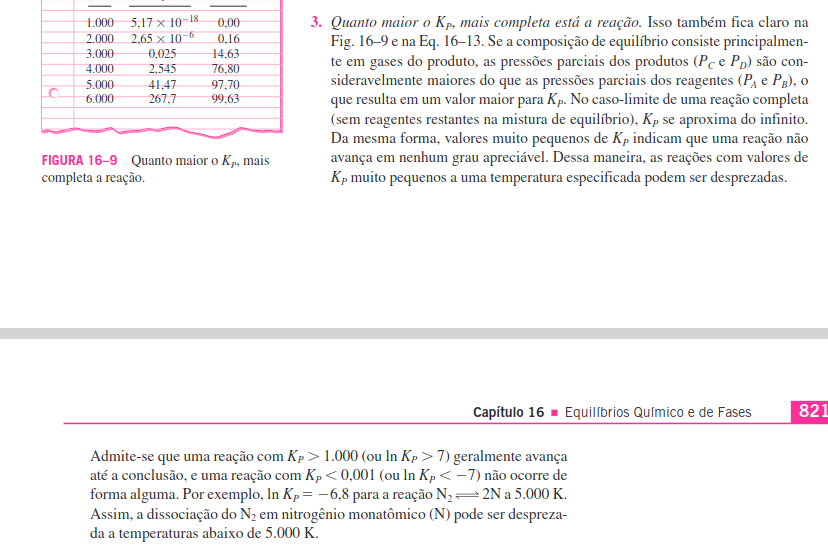 1.000 5,17 × 10⁻¹⁸ 0,00
2.000 2,65 × 10⁻⁶ 0,16
3.000 0,025 14,63
4.000 2,545 76,80
5.000 41,47 97,70
6.000 267,7 99,63
FIGURA 16–9 Quanto maior o K_P, mais
completa a reação.
3. Quanto maior o K_P, mais completa está a reação. Isso também fica claro na
Fig. 16–9 e na Eq. 16–13. Se a composição de equilíbrio consiste principalmen-
te em gases do produto, as pressões parciais dos produtos (P_C e P_D) são con-
sideravelmente maiores do que as pressões parciais dos reagentes (P_A e P_B), o
que resulta em um valor maior para K_P. No caso-limite de uma reação completa
(sem reagentes restantes na mistura de equilíbrio), K_P se aproxima do infinito.
Da mesma forma, valores muito pequenos de K_P indicam que uma reação não
avança em nenhum grau apreciável. Dessa maneira, as reações com valores de
K_P muito pequenos a uma temperatura especificada podem ser desprezadas.
Capítulo 16 ■ Equilíbrios Químico e de Fases 821
Admite-se que uma reação com K_P > 1.000 (ou ln K_P > 7) geralmente avança
até a conclusão, e uma reação com K_P < 0,001 (ou ln K_P < −7) não ocorre de
forma alguma. Por exemplo, ln K_P = −6,8 para a reação N₂ ⇌ 2N a 5.000 K.
Assim, a dissociação do N₂ em nitrogênio monatômico (N) pode ser despreza-
da a temperaturas abaixo de 5.000 K.